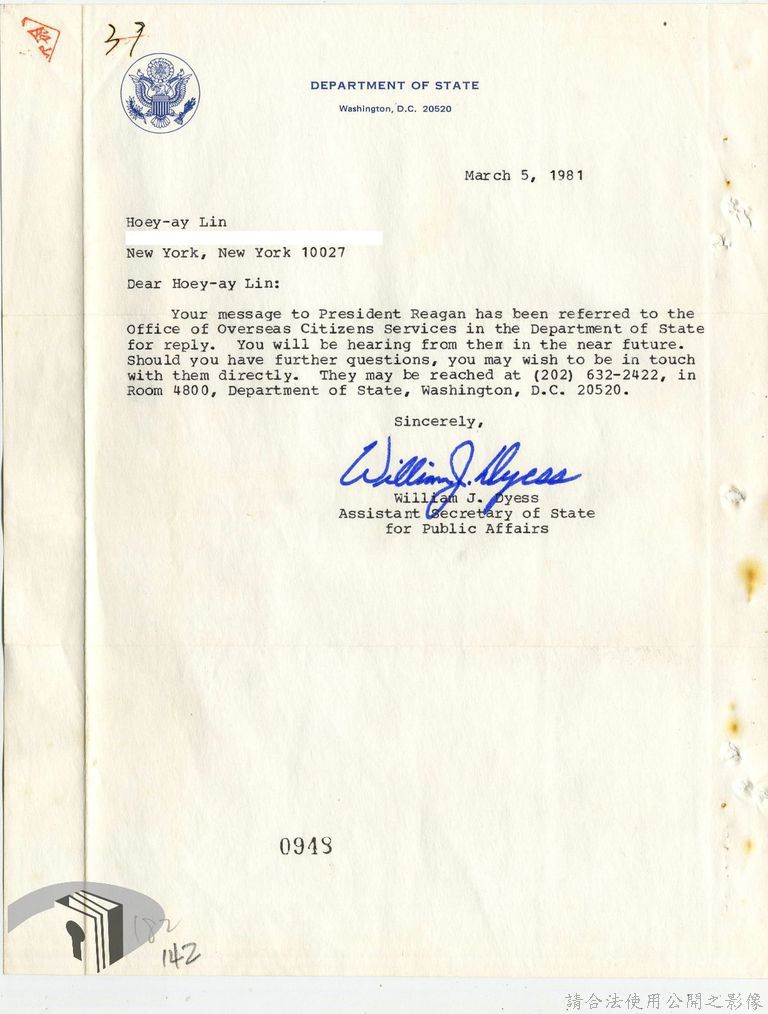 37
DEPARTMENT OF STATE
Washington, D.C. 20520
March 5, 1981
Hoey-ay Lin
New York, New York 10027
Dear Hoey-ay Lin:
Your message to President Reagan has been referred to the
Office of Overseas Citizens Services in the Department of State
for reply. You will be hearing from them in the near future.
Should you have further questions, you may wish to be in touch
with them directly. They may be reached at (202) 632-2422, in
Room 4800, Department of State, Washington, D.C. 20520.
Sincerely,
William J. Dyess
William J. Dyess
Assistant Secretary of State
for Public Affairs
0948
182
142
請合法使用公開之影像